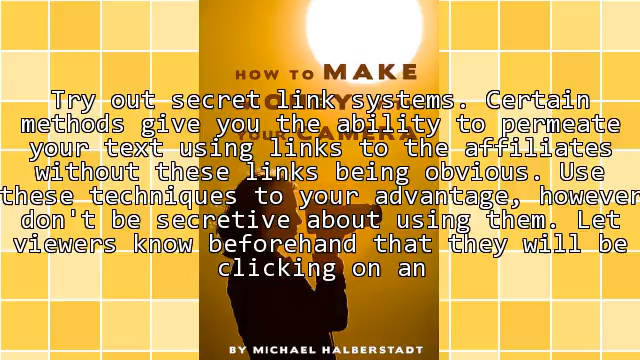 HOW TO MAKE
Try out secret link systems. Certain
methods give you the ability to permeate
YOUR CAMERA
your text using links to the affiliates
without these links being obvious. Use
these techniques to your advantage, however
don't be secretive about using them. Let
viewers know beforehand that they will be
clicking on an
BY MICHAEL HALBERSTADT